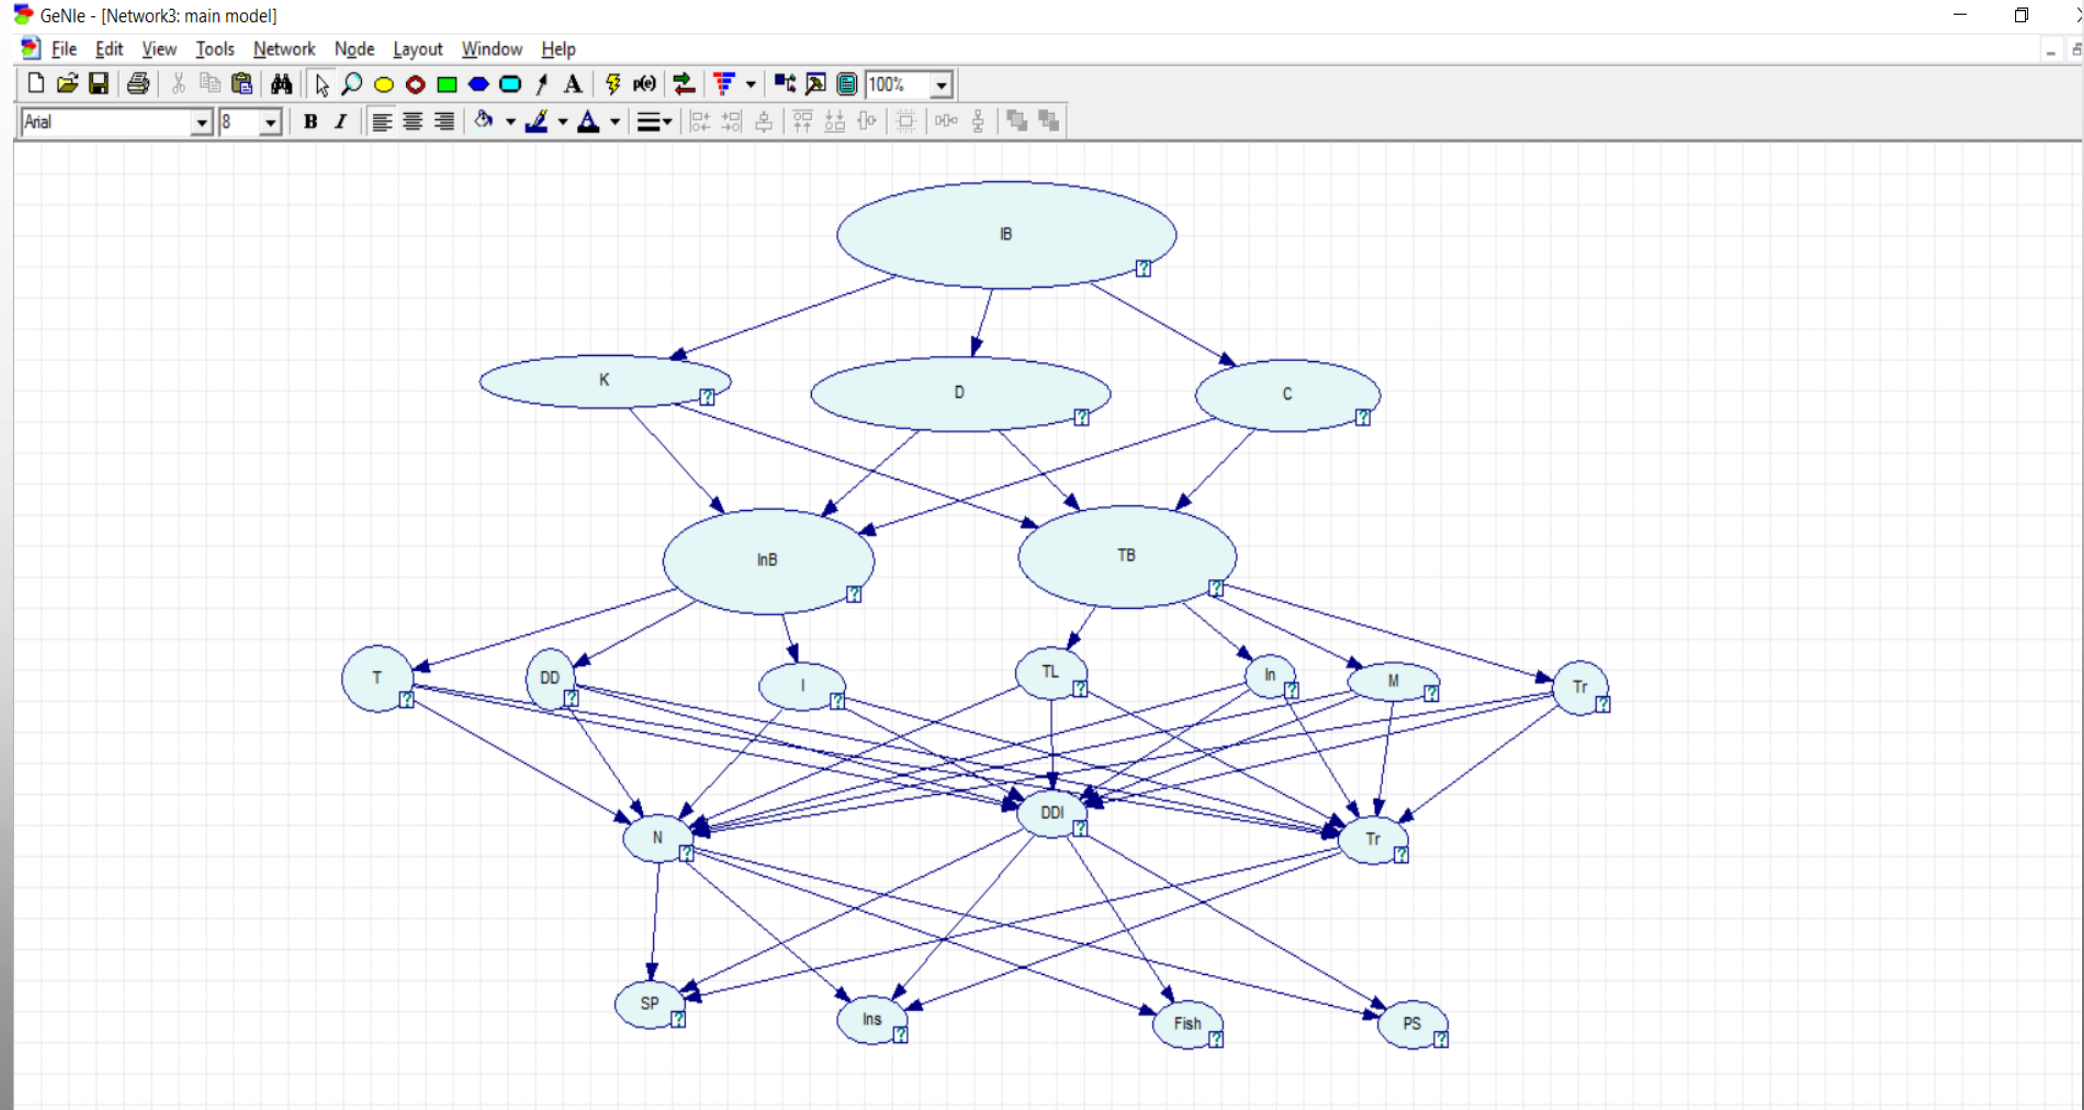 GeNIe - [Network3: main model]
File Edit View Tools Network Node Layout Window Help
A p(e) 100%
Arial 8 B I A
IB
?
K D C
? ? ?
InB TB
? ?
T DD I TL In M Tr
? ? ? ? ? ? ?
N DDI Tr
? ? ?
SP Ins Fish PS
? ? ? ?